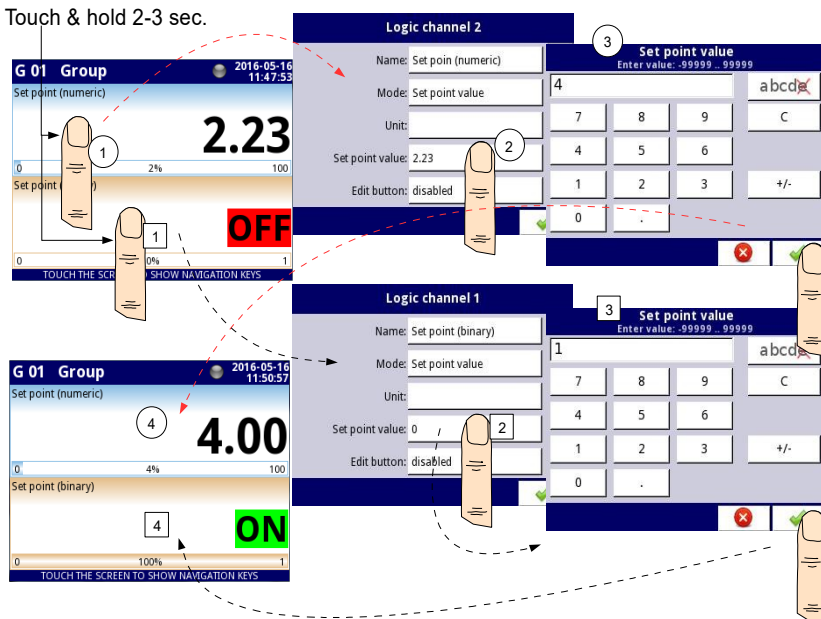 Touch & hold 2-3 sec.
G 01 Group
2016-05-16
11:47:53
Set point (numeric)
2.23
1
0 2% 100
Set point
1
OFF
0 0% 1
TOUCH THE SCREEN TO SHOW NAVIGATION KEYS
Logic channel 2
Name: Set poin (numeric)
Mode: Set point value
Unit:
Set point value: 2.23
Edit button: disabled
2
3
Set point value
Enter value: -99999 .. 99999
4
abcde
7 8 9 C
4 5 6
1 2 3 +/-
0 .
Logic channel 1
Name: Set point (binary)
Mode: Set point value
Unit:
Set point value: 0
Edit button: disabled
2
3
Set point value
Enter value: -99999 .. 99999
1
abcde
7 8 9 C
4 5 6
1 2 3 +/-
0 .
G 01 Group
2016-05-16
11:50:57
Set point (numeric)
4
4.00
0 4% 100
Set point (binary)
4
ON
0 100% 1
TOUCH THE SCREEN TO SHOW NAVIGATION KEYS